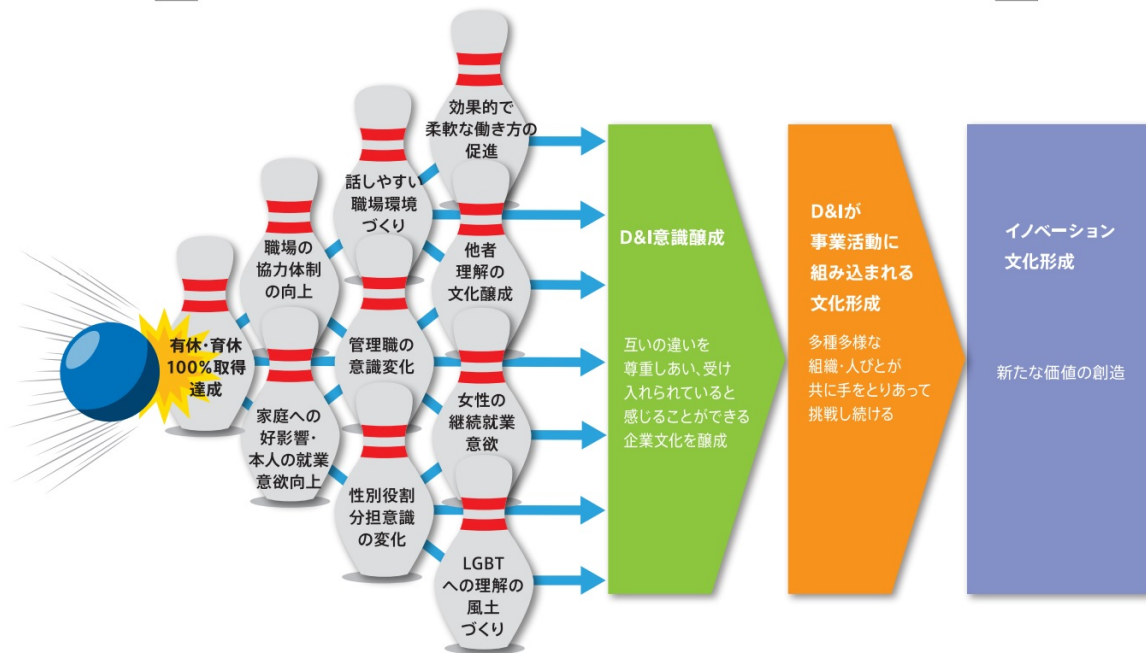 有休・育休
100%取得
達成
職場の
協力体制
の向上
家庭への
好影響・
本人の就業
意欲向上
話しやすい
職場環境
づくり
管理職の
意識変化
性別役割
分担意識
の変化
効果的で
柔軟な働き方の
促進
他者
理解の
文化醸成
女性の
継続就業
意欲
LGBT
への理解の
風土
づくり
D&I意識醸成
互いの違いを
尊重しあい、受け
入れられていると
感じることができる
企業文化を醸成
D&Iが
事業活動に
組み込まれる
文化形成
多種多様な
組織・人びとが
共に手をとりあって
挑戦し続ける
イノベーション
文化形成
新たな価値の創造